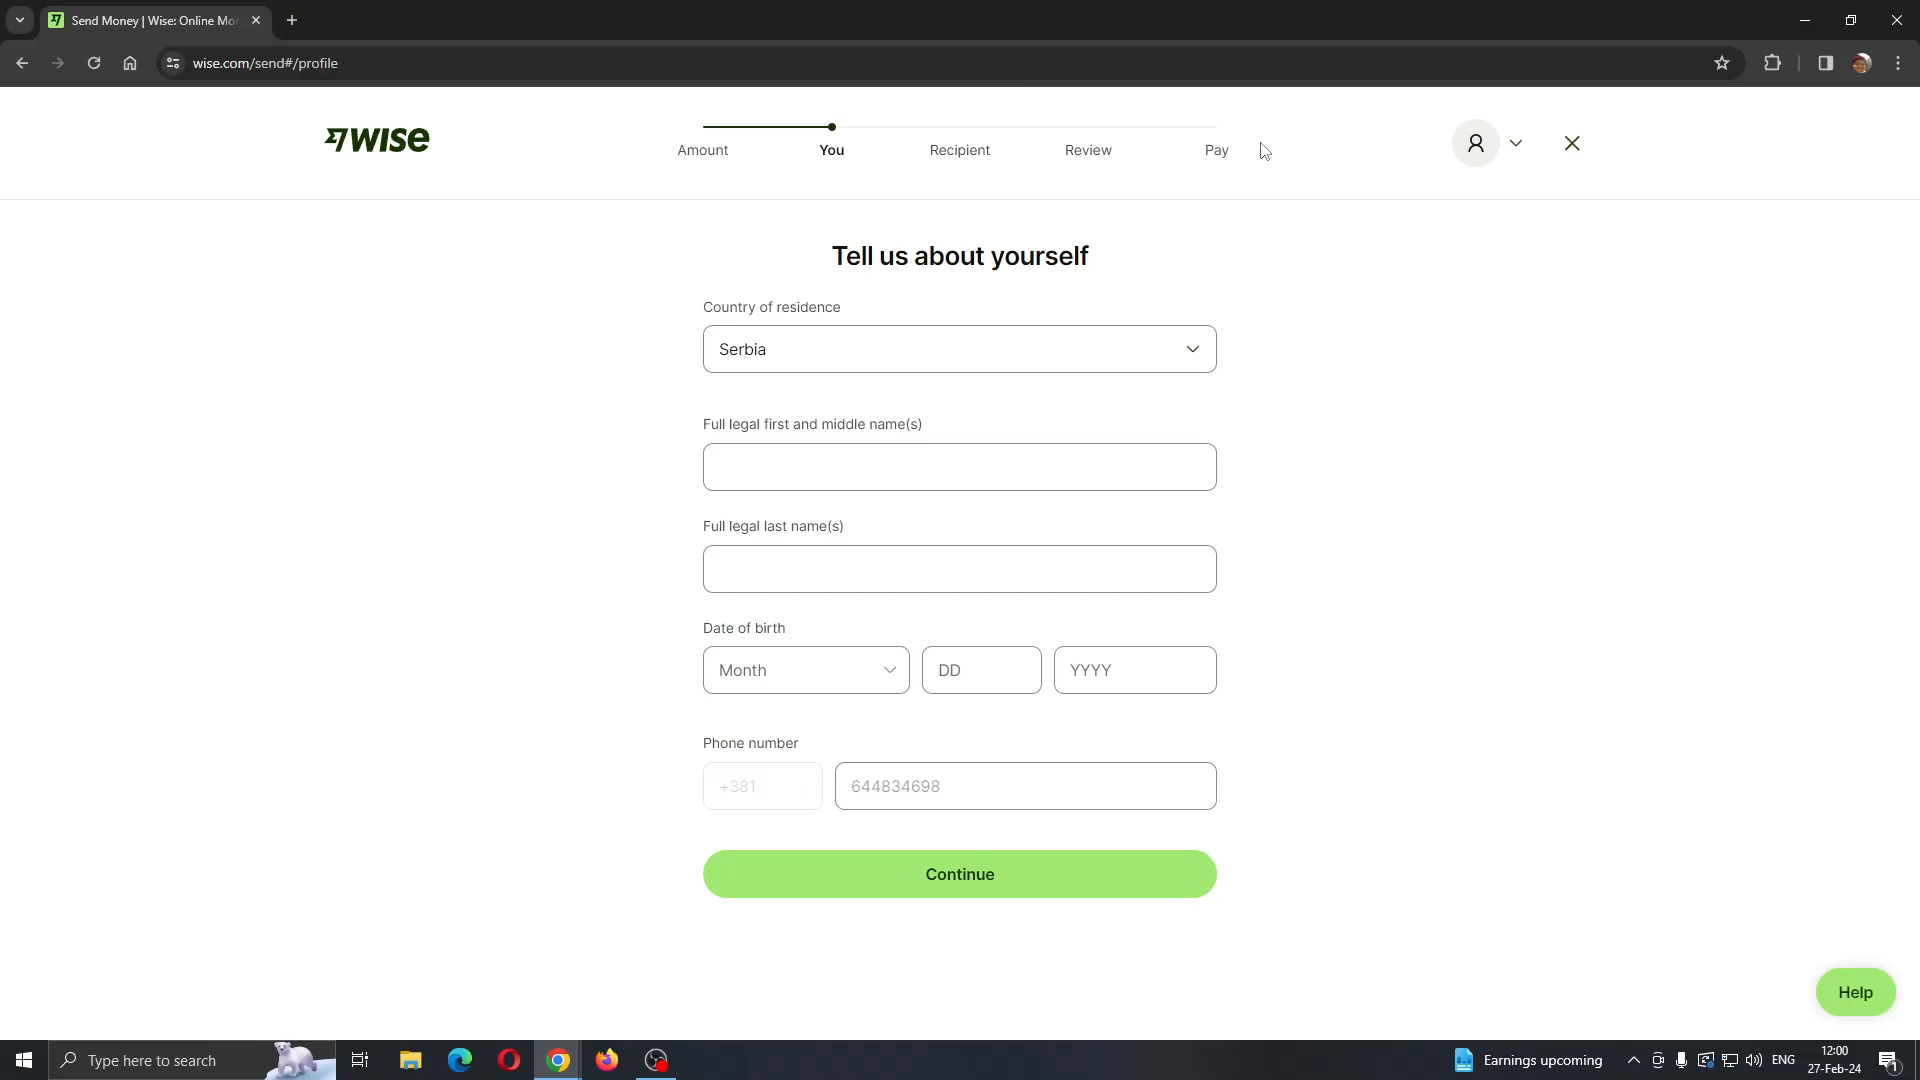 Send Money | Wise: Online Mo
wise.com/send#/profile
WISE
Amount
You
Recipient
Review
Pay
Tell us about yourself
Country of residence
Serbia
Full legal first and middle name(s)
Full legal last name(s)
Date of birth
Month
DD
YYYY
Phone number
+381
644834698
Continue
Help
Type here to search
Earnings upcoming
ENG
12:00
27-Feb-24
1